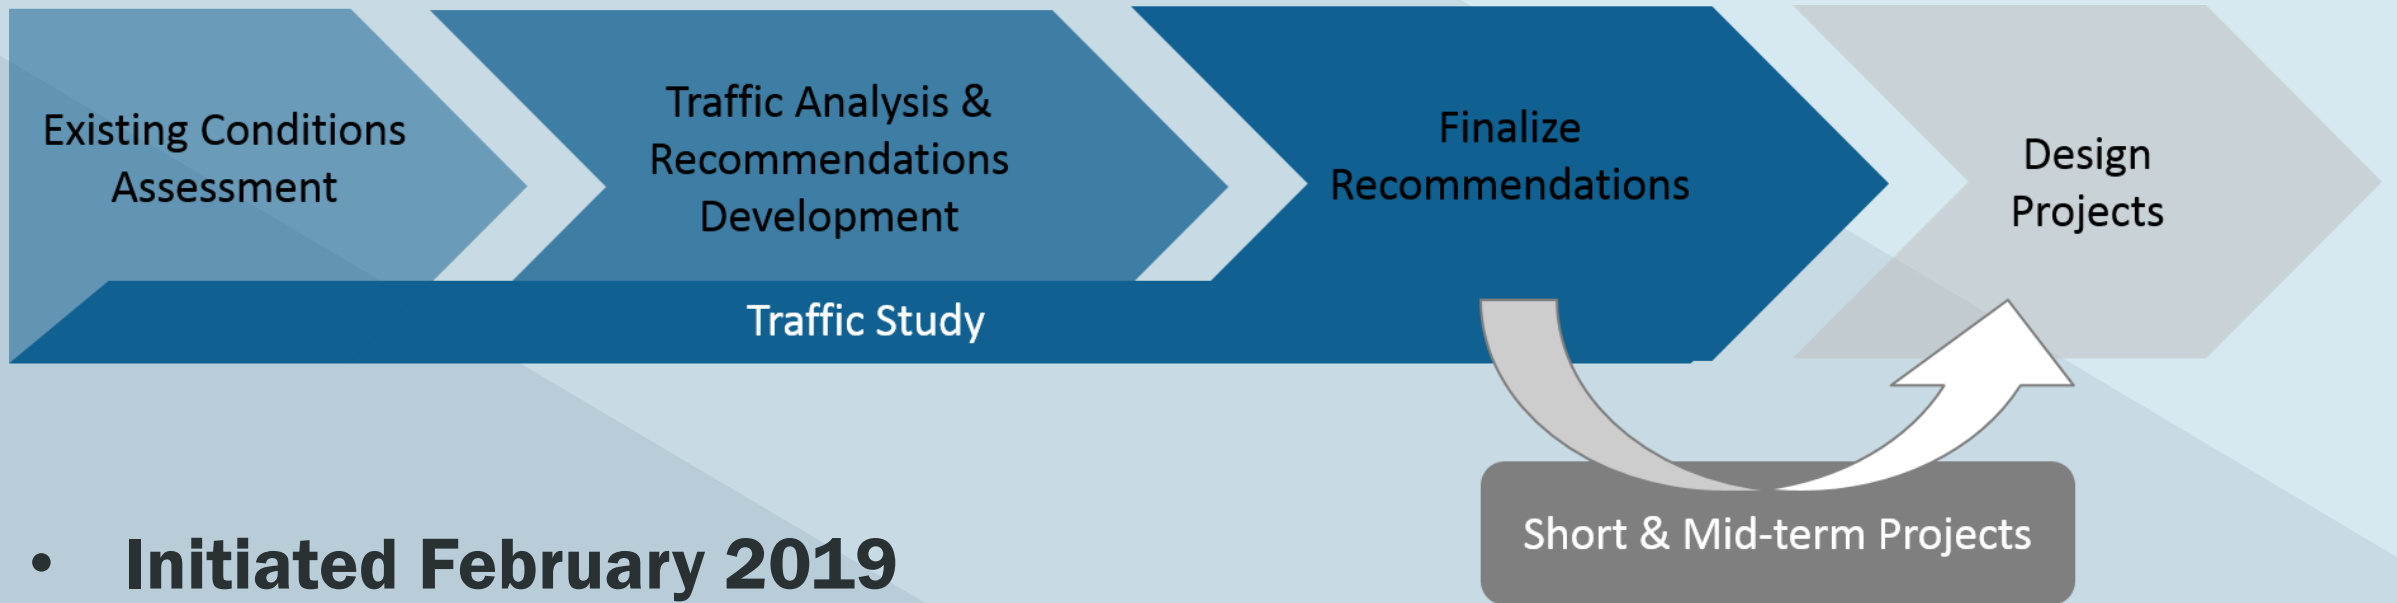 Existing Conditions
Assessment
Traffic Analysis &
Recommendations
Development
Finalize
Recommendations
Design
Projects
Traffic Study
Short & Mid-term Projects
• Initiated February 2019